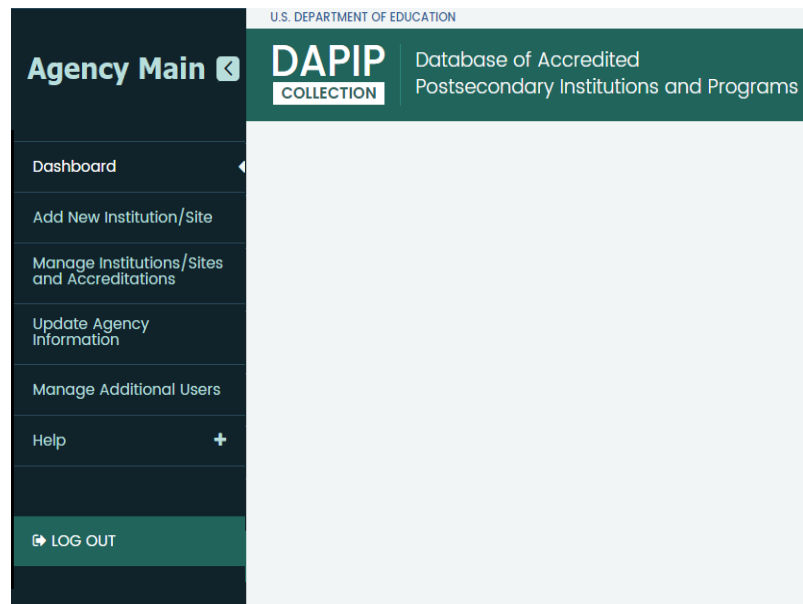 U.S. DEPARTMENT OF EDUCATION
Agency Main
DAPIP
COLLECTION
Database of Accredited
Postsecondary Institutions and Programs
Dashboard
Add New Institution/Site
Manage Institutions/Sites
and Accreditations
Update Agency
Information
Manage Additional Users
Help +
LOG OUT